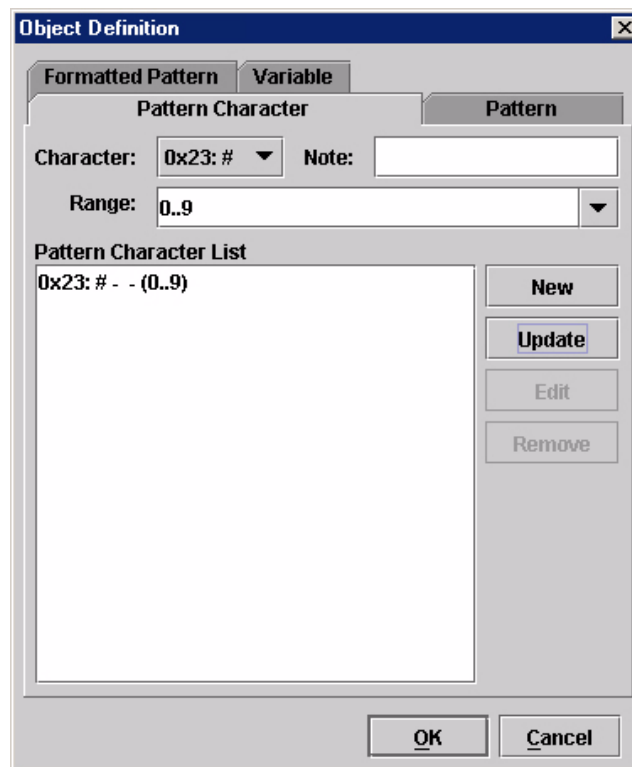 Object Definition
Formatted Pattern Variable
Pattern Character Pattern
Character: 0x23: # Note:
Range: 0..9
Pattern Character List
0x23: # - - (0..9)
New
Update
Edit
Remove
OK Cancel